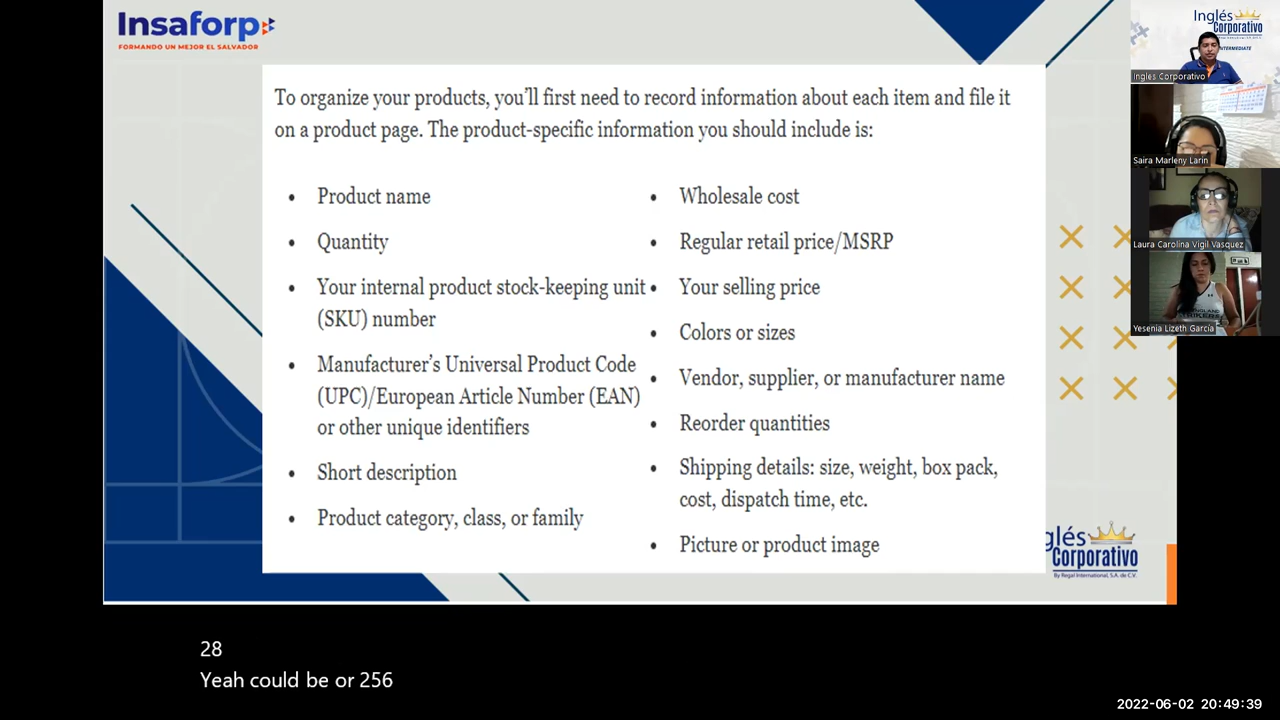 Insaforp
FORMANDO UN MEJOR EL SALVADOR
To organize your products, you'll first need to record information about each item and file it
on a product page. The product-specific information you should include is:
• Product name
• Quantity
• Your internal product stock-keeping unit
(SKU) number
• Manufacturer's Universal Product Code
(UPC)/European Article Number (EAN)
or other unique identifiers
• Short description
• Product category, class, or family
• Wholesale cost
• Regular retail price/MSRP
• Your selling price
• Colors or sizes
• Vendor, supplier, or manufacturer name
• Reorder quantities
• Shipping details: size, weight, box pack,
cost, dispatch time, etc.
• Picture or product image
glés
Corporativo
By Regal International, S.A. de C.V.
Inglés
Corporativo
INTERMEDIATE
Ingles Corporativo
Saira Marleny Larin
Laura Carolina Vigil Vasquez
Yesenia Lizeth García
28
Yeah could be or 256
2022-06-02 20:49:39